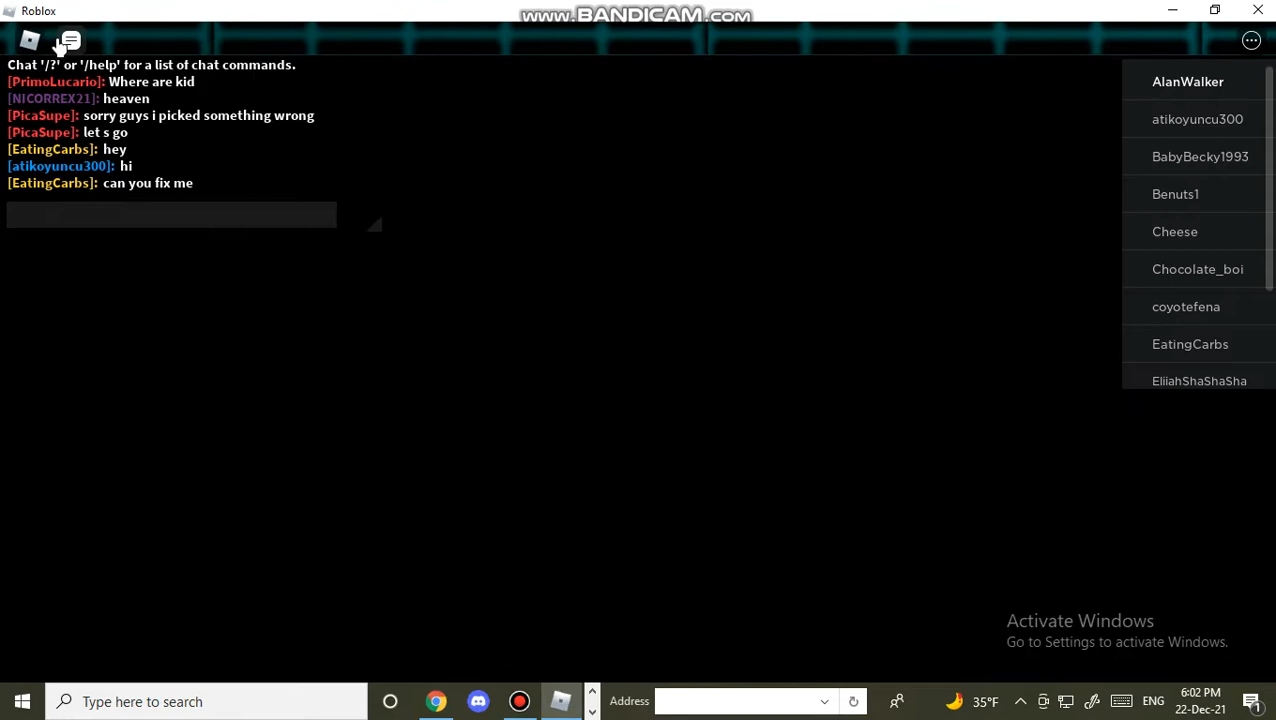 Roblox
www.BANDICAM.com
Chat '/?' or '/help' for a list of chat commands.
[PrimoLucario]: Where are kid
[NICORREX21]: heaven
[PicaSupe]: sorry guys i picked something wrong
[PicaSupe]: let s go
[EatingCarbs]: hey
[atikoyuncu300]: hi
[EatingCarbs]: can you fix me
AlanWalker
atikoyuncu300
BabyBecky1993
Benuts1
Cheese
Chocolate_boi
coyotefena
EatingCarbs
ElijahShaShaSha
Activate Windows
Go to Settings to activate Windows.
Type here to search
Address
35°F
ENG
6:02 PM
22-Dec-21
1